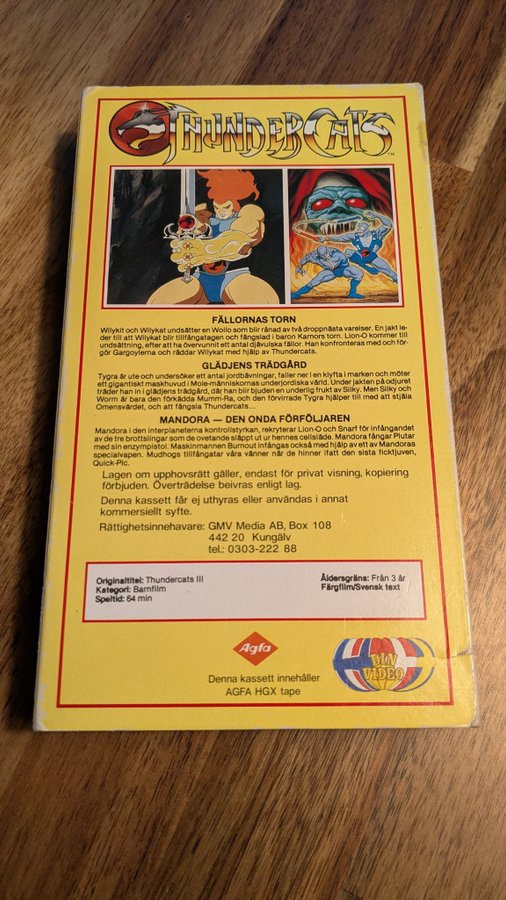 THUNDERCATS™
FÄLLORNAS TORN
Wilykit och Wilykat undsätter en Wollo som blir rånad av två droppnästa varelser. En jakt le-
der till att Wilykat blir tillfångatagen och fängslad i baron Karnors torn. Lion-O kommer till
undsättning, efter att ha övervunnit ett antal djävulska fällor. Han konfronteras med och för-
gör Gargoylerna och räddar Wilykat med hjälp av Thundercats.
GLÄDJENS TRÄDGÅRD
Tygra är ute och undersöker ett antal jordbävningar, faller ner i en klyfta i marken och möter
ett gigantiskt maskhuvud i Mole-människornas underjordiska värld. Under jakten på odjuret
träder han in i glädjens trädgård, där han blir bjuden en underlig frukt av Silky. Men Silky och
Worm är bara den förkädda Mumm-Ra, och den förvirrade Tygra hjälper till med att stjäla
Omensvärdet, och att fängsla Thundercats...
MANDORA — DEN ONDA FÖRFÖLJAREN
Mandora i den interplaneterna kontrollstyrkan, rekryterar Lion-O och Snarf för infångandet
av de tre brottslingar som de ovetande släppt ut ur hennes cellsläde. Mandora fångar Plutar
med sin enzympistol. Maskinmannen Burnout infångas också med hjälp av ett av Mandoras
specialvapen. Mudhogs tillfångatar våra vänner när de hinner ifatt den sista ficktjuven,
Quick-Pic.
Lagen om upphovsrätt gäller, endast för privat visning, kopiering
förbjuden. Överträdelse beivras enligt lag.
Denna kassett får ej uthyras eller användas i annat
kommersiellt syfte.
Rättighetsinnehavare: GMV Media AB, Box 108
442 20 Kungälv
tel.: 0303-222 88
Originaltitel: Thundercats III
Kategori: Barnfilm
Speltid: 64 min
Åldersgräns: Från 3 år
Färgfilm/Svensk text
Agfa
Denna kassett innehåller
AGFA HGX tape
DIN
VIDEO